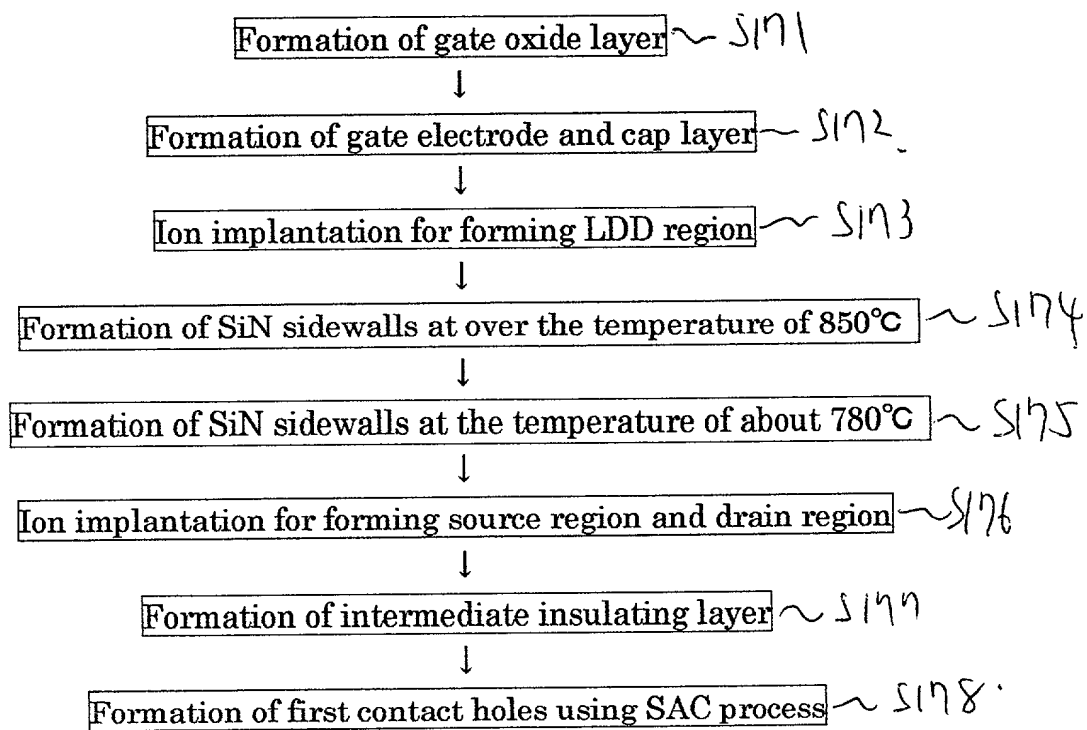 Formation of gate oxide layer ~ S171
↓
Formation of gate electrode and cap layer ~ S172
↓
Ion implantation for forming LDD region ~ S173
↓
Formation of SiN sidewalls at over the temperature of 850℃ ~ S174
↓
Formation of SiN sidewalls at the temperature of about 780℃ ~ S175
↓
Ion implantation for forming source region and drain region ~ S176
↓
Formation of intermediate insulating layer ~ S177
↓
Formation of first contact holes using SAC process ~ S178